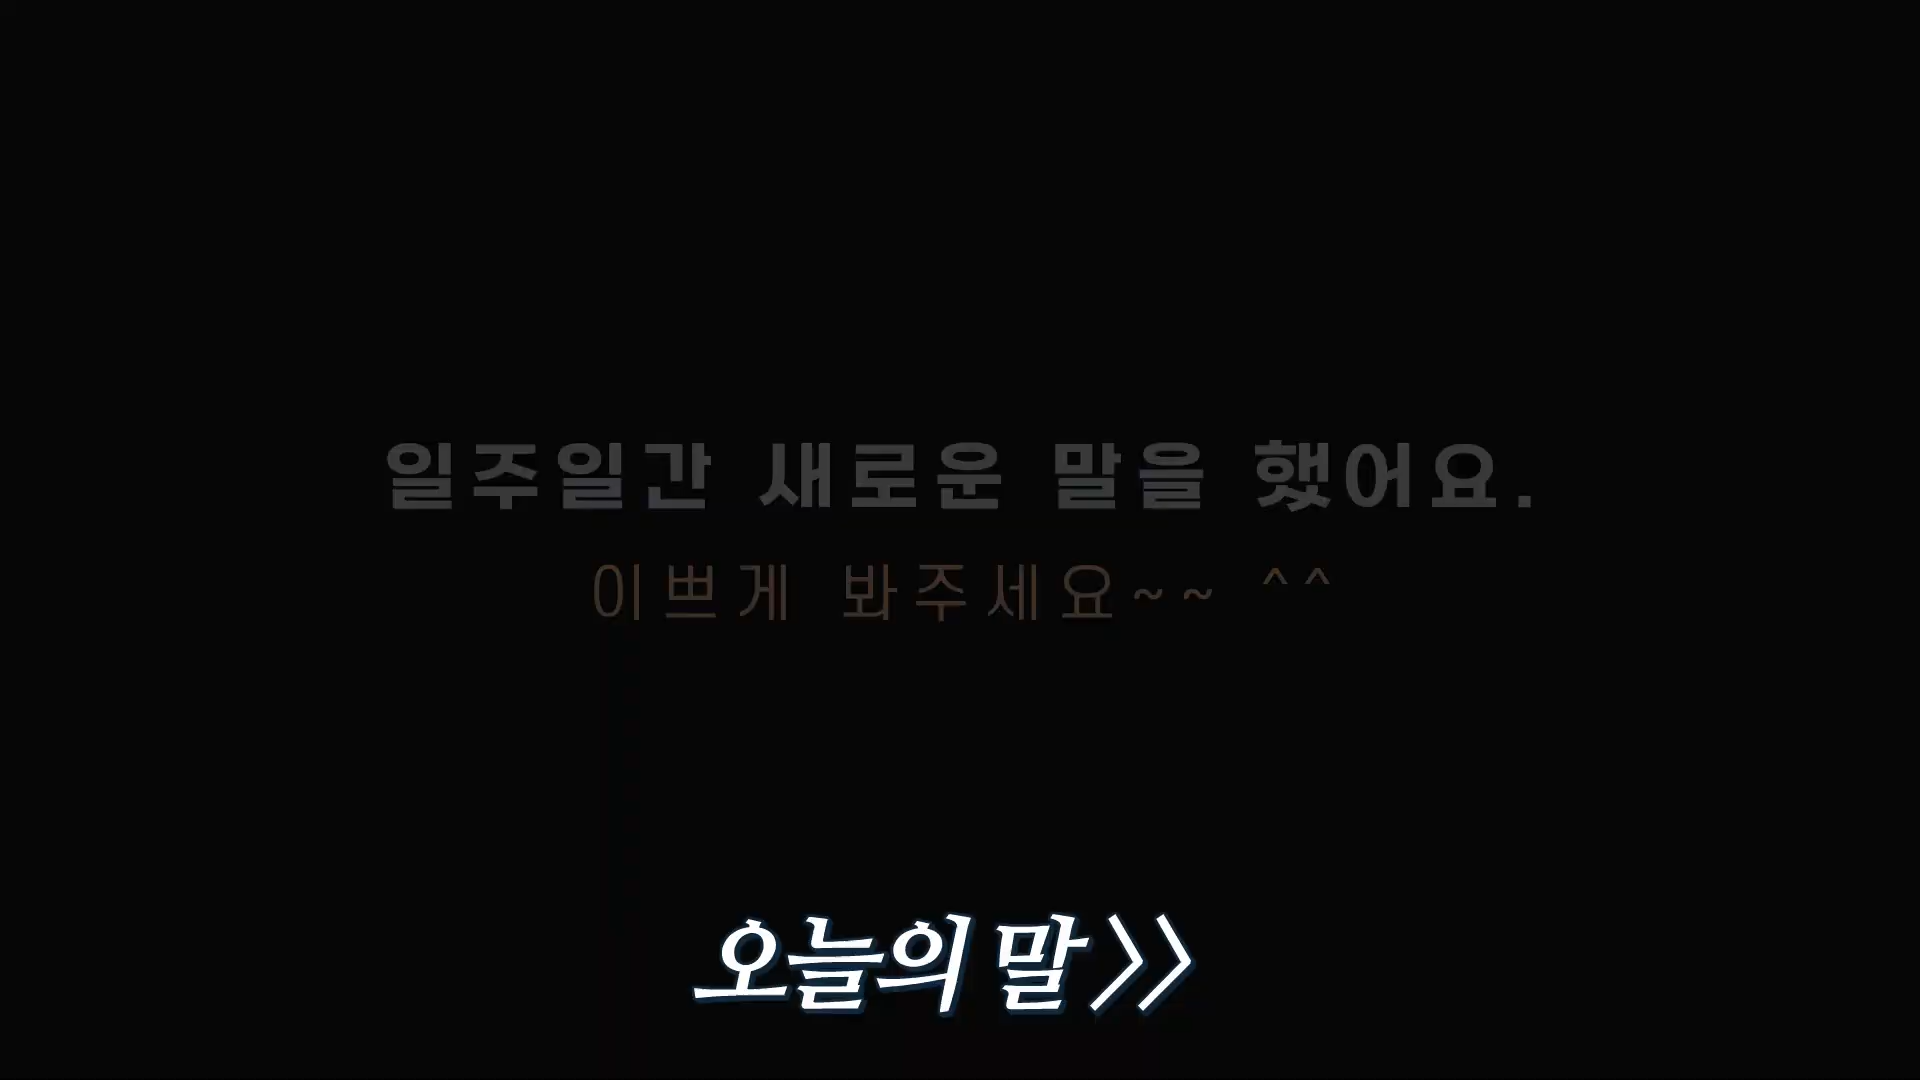 일주일간 새로운 말을 했어요.
이쁘게 봐주세요~~ ^^
오늘의 말 >>